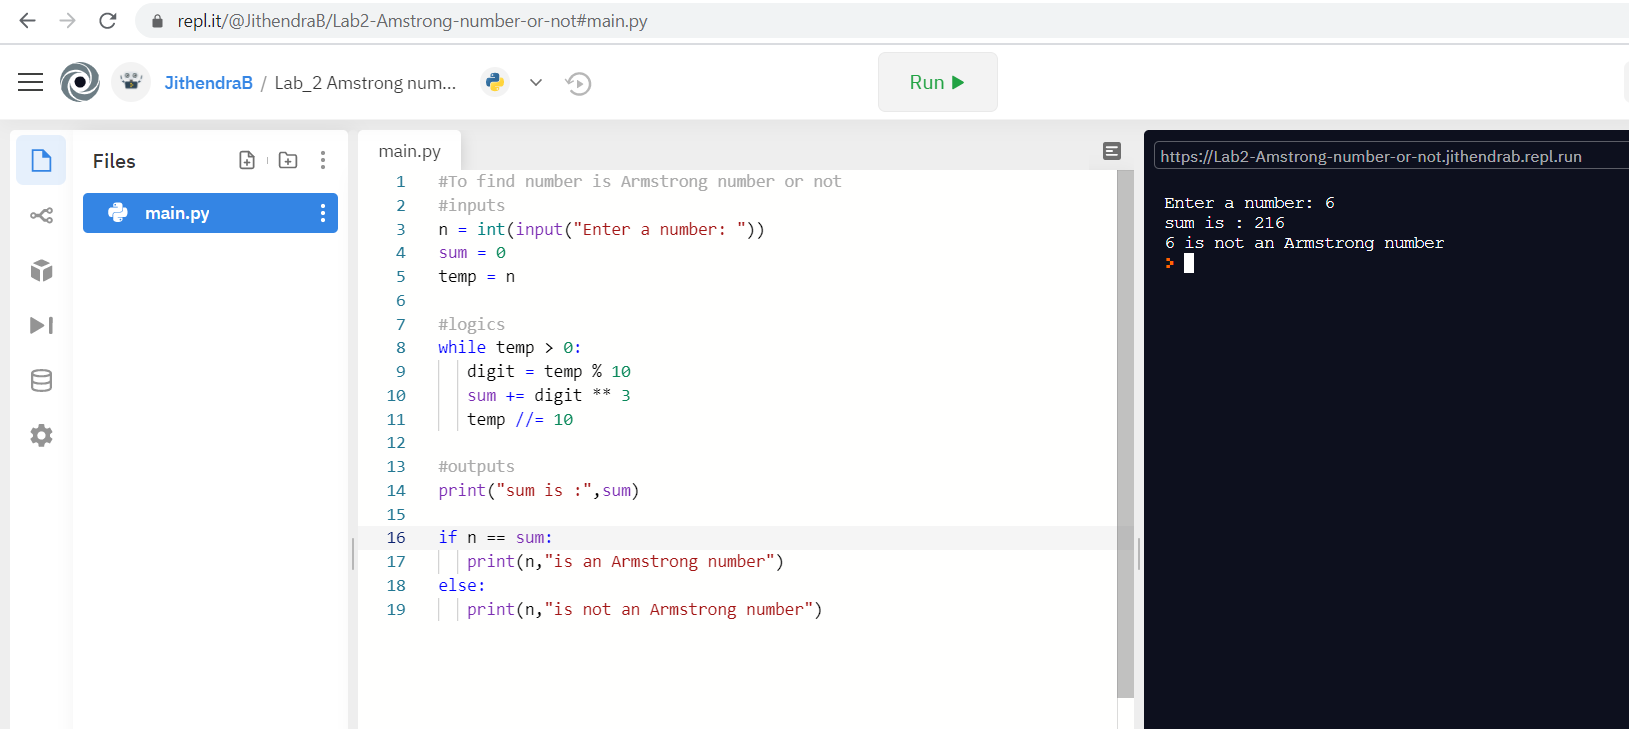 repl.it/@JithendraB/Lab2-Amstrong-number-or-not#main.py
JithendraB / Lab_2 Amstrong num...
Run
Files
main.py
main.py
1 #To find number is Armstrong number or not
2 #inputs
3 n = int(input("Enter a number: "))
4 sum = 0
5 temp = n
6
7 #logics
8 while temp > 0:
9 digit = temp % 10
10 sum += digit ** 3
11 temp //= 10
12
13 #outputs
14 print("sum is :",sum)
15
16 if n == sum:
17 print(n,"is an Armstrong number")
18 else:
19 print(n,"is not an Armstrong number")
https://Lab2-Amstrong-number-or-not.jithendrab.repl.run
Enter a number: 6
sum is : 216
6 is not an Armstrong number
>